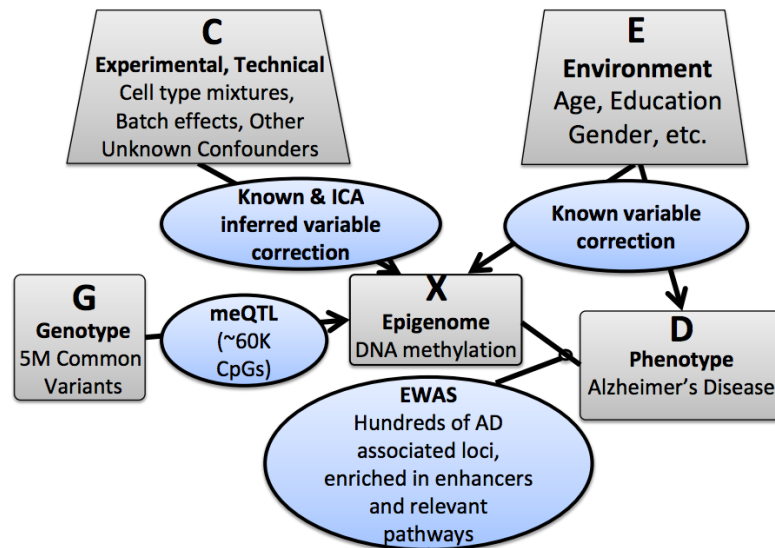 C
Experimental, Technical
Cell type mixtures,
Batch effects, Other
Unknown Confounders
E
Environment
Age, Education
Gender, etc.
Known & ICA
inferred variable
correction
Known variable
correction
G
Genotype
5M Common
Variants
meQTL
(~60K
CpGs)
X
Epigenome
DNA methylation
D
Phenotype
Alzheimer's Disease
EWAS
Hundreds of AD
associated loci,
enriched in enhancers
and relevant
pathways